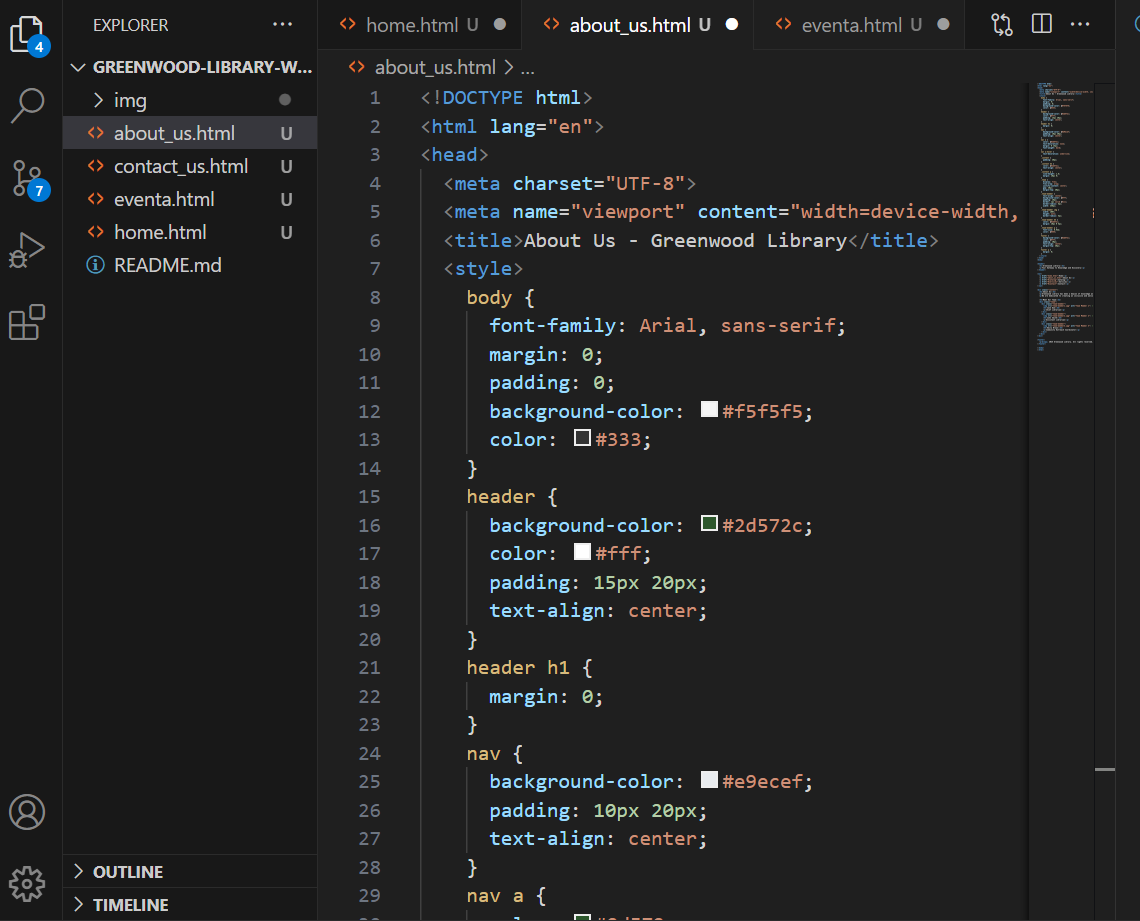 EXPLORER
GREENWOOD-LIBRARY-W...
img
about_us.html U
contact_us.html U
eventa.html U
home.html U
README.md
OUTLINE
TIMELINE
4
7
home.html U
about_us.html U
eventa.html U
about_us.html > ...
1 <!DOCTYPE html>
2 <html lang="en">
3 <head>
4 <meta charset="UTF-8">
5 <meta name="viewport" content="width=device-width,
6 <title>About Us - Greenwood Library</title>
7 <style>
8 body {
9 font-family: Arial, sans-serif;
10 margin: 0;
11 padding: 0;
12 background-color: #f5f5f5;
13 color: #333;
14 }
15 header {
16 background-color: #2d572c;
17 color: #fff;
18 padding: 15px 20px;
19 text-align: center;
20 }
21 header h1 {
22 margin: 0;
23 }
24 nav {
25 background-color: #e9ecef;
26 padding: 10px 20px;
27 text-align: center;
28 }
29 nav a {